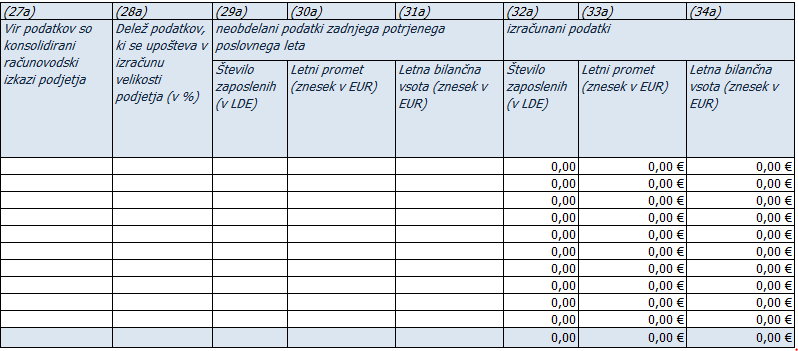 (27a) (28a) (29a) (30a) (31a) (32a) (33a) (34a)
Vir podatkov so
konsolidirani
računovodski
izkazi podjetja
Delež podatkov,
ki se upošteva v
izračunu
velikosti
podjetja (v %)
neobdelani podatki zadnjega potrjenega
poslovnega leta
izračunani podatki
Število
zaposlenih
(v LDE)
Letni promet
(znesek v EUR)
Letna bilančna
vsota (znesek v
EUR)
Število
zaposlenih
(v LDE)
Letni promet
(znesek v EUR)
Letna bilančna
vsota (znesek v
EUR)
0,00 0,00 € 0,00 €
0,00 0,00 € 0,00 €
0,00 0,00 € 0,00 €
0,00 0,00 € 0,00 €
0,00 0,00 € 0,00 €
0,00 0,00 € 0,00 €
0,00 0,00 € 0,00 €
0,00 0,00 € 0,00 €
0,00 0,00 € 0,00 €
0,00 0,00 € 0,00 €
0,00 0,00 € 0,00 €